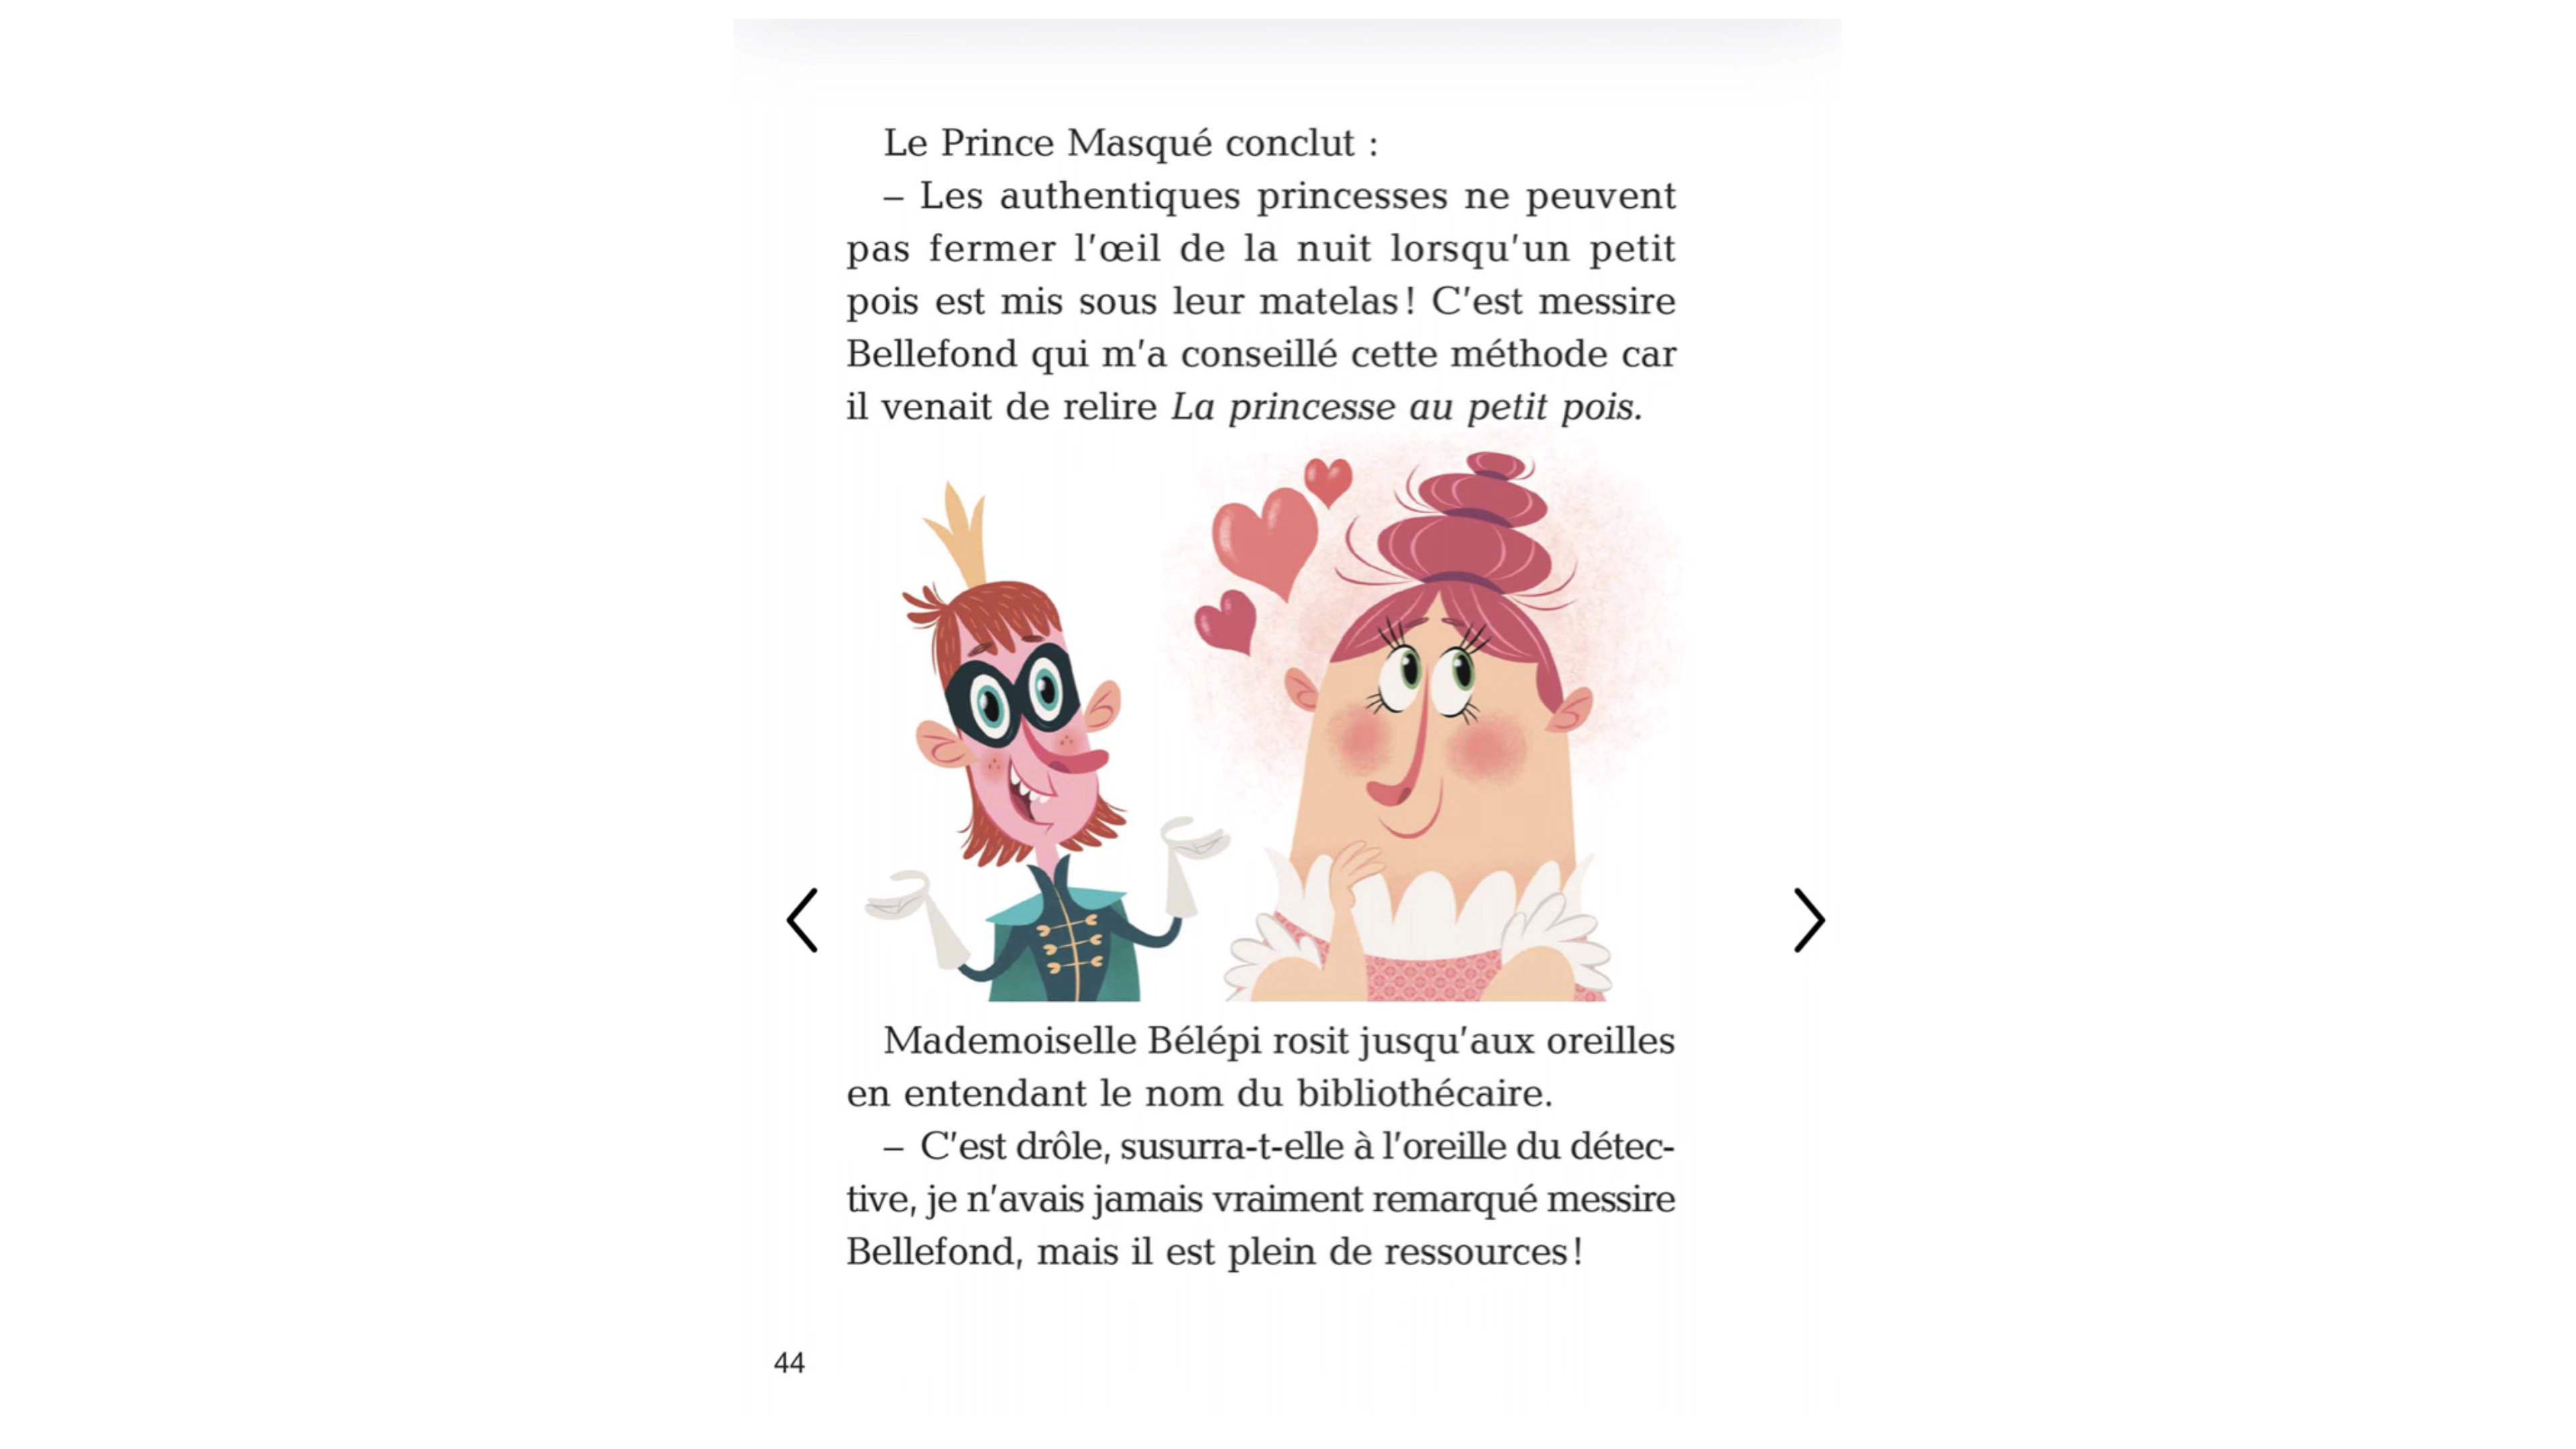 Le Prince Masqué conclut :
– Les authentiques princesses ne peuvent
pas fermer l’œil de la nuit lorsqu’un petit
pois est mis sous leur matelas ! C’est messire
Bellefond qui m’a conseillé cette méthode car
il venait de relire La princesse au petit pois.
Mademoiselle Bélépi rosit jusqu’aux oreilles
en entendant le nom du bibliothécaire.
– C’est drôle, susurra-t-elle à l’oreille du détec-
tive, je n’avais jamais vraiment remarqué messire
Bellefond, mais il est plein de ressources !
44